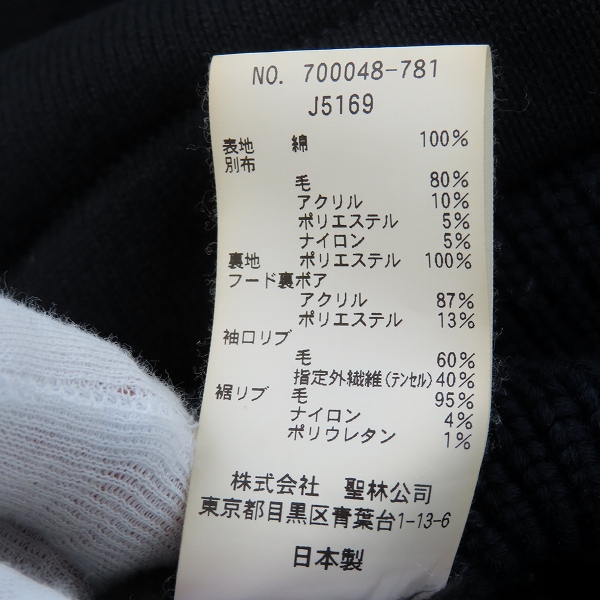 NO. 700048-781
J5169
表地 綿 100%
別布
毛 80%
アクリル 10%
ポリエステル 5%
ナイロン 5%
裏地 ポリエステル 100%
フード裏ボア
アクリル 87%
ポリエステル 13%
袖口リブ
毛 60%
指定外繊維(テンセル) 40%
裾リブ 毛 95%
ナイロン 4%
ポリウレタン 1%
株式会社 聖林公司
東京都目黒区青葉台1-13-6
日本製